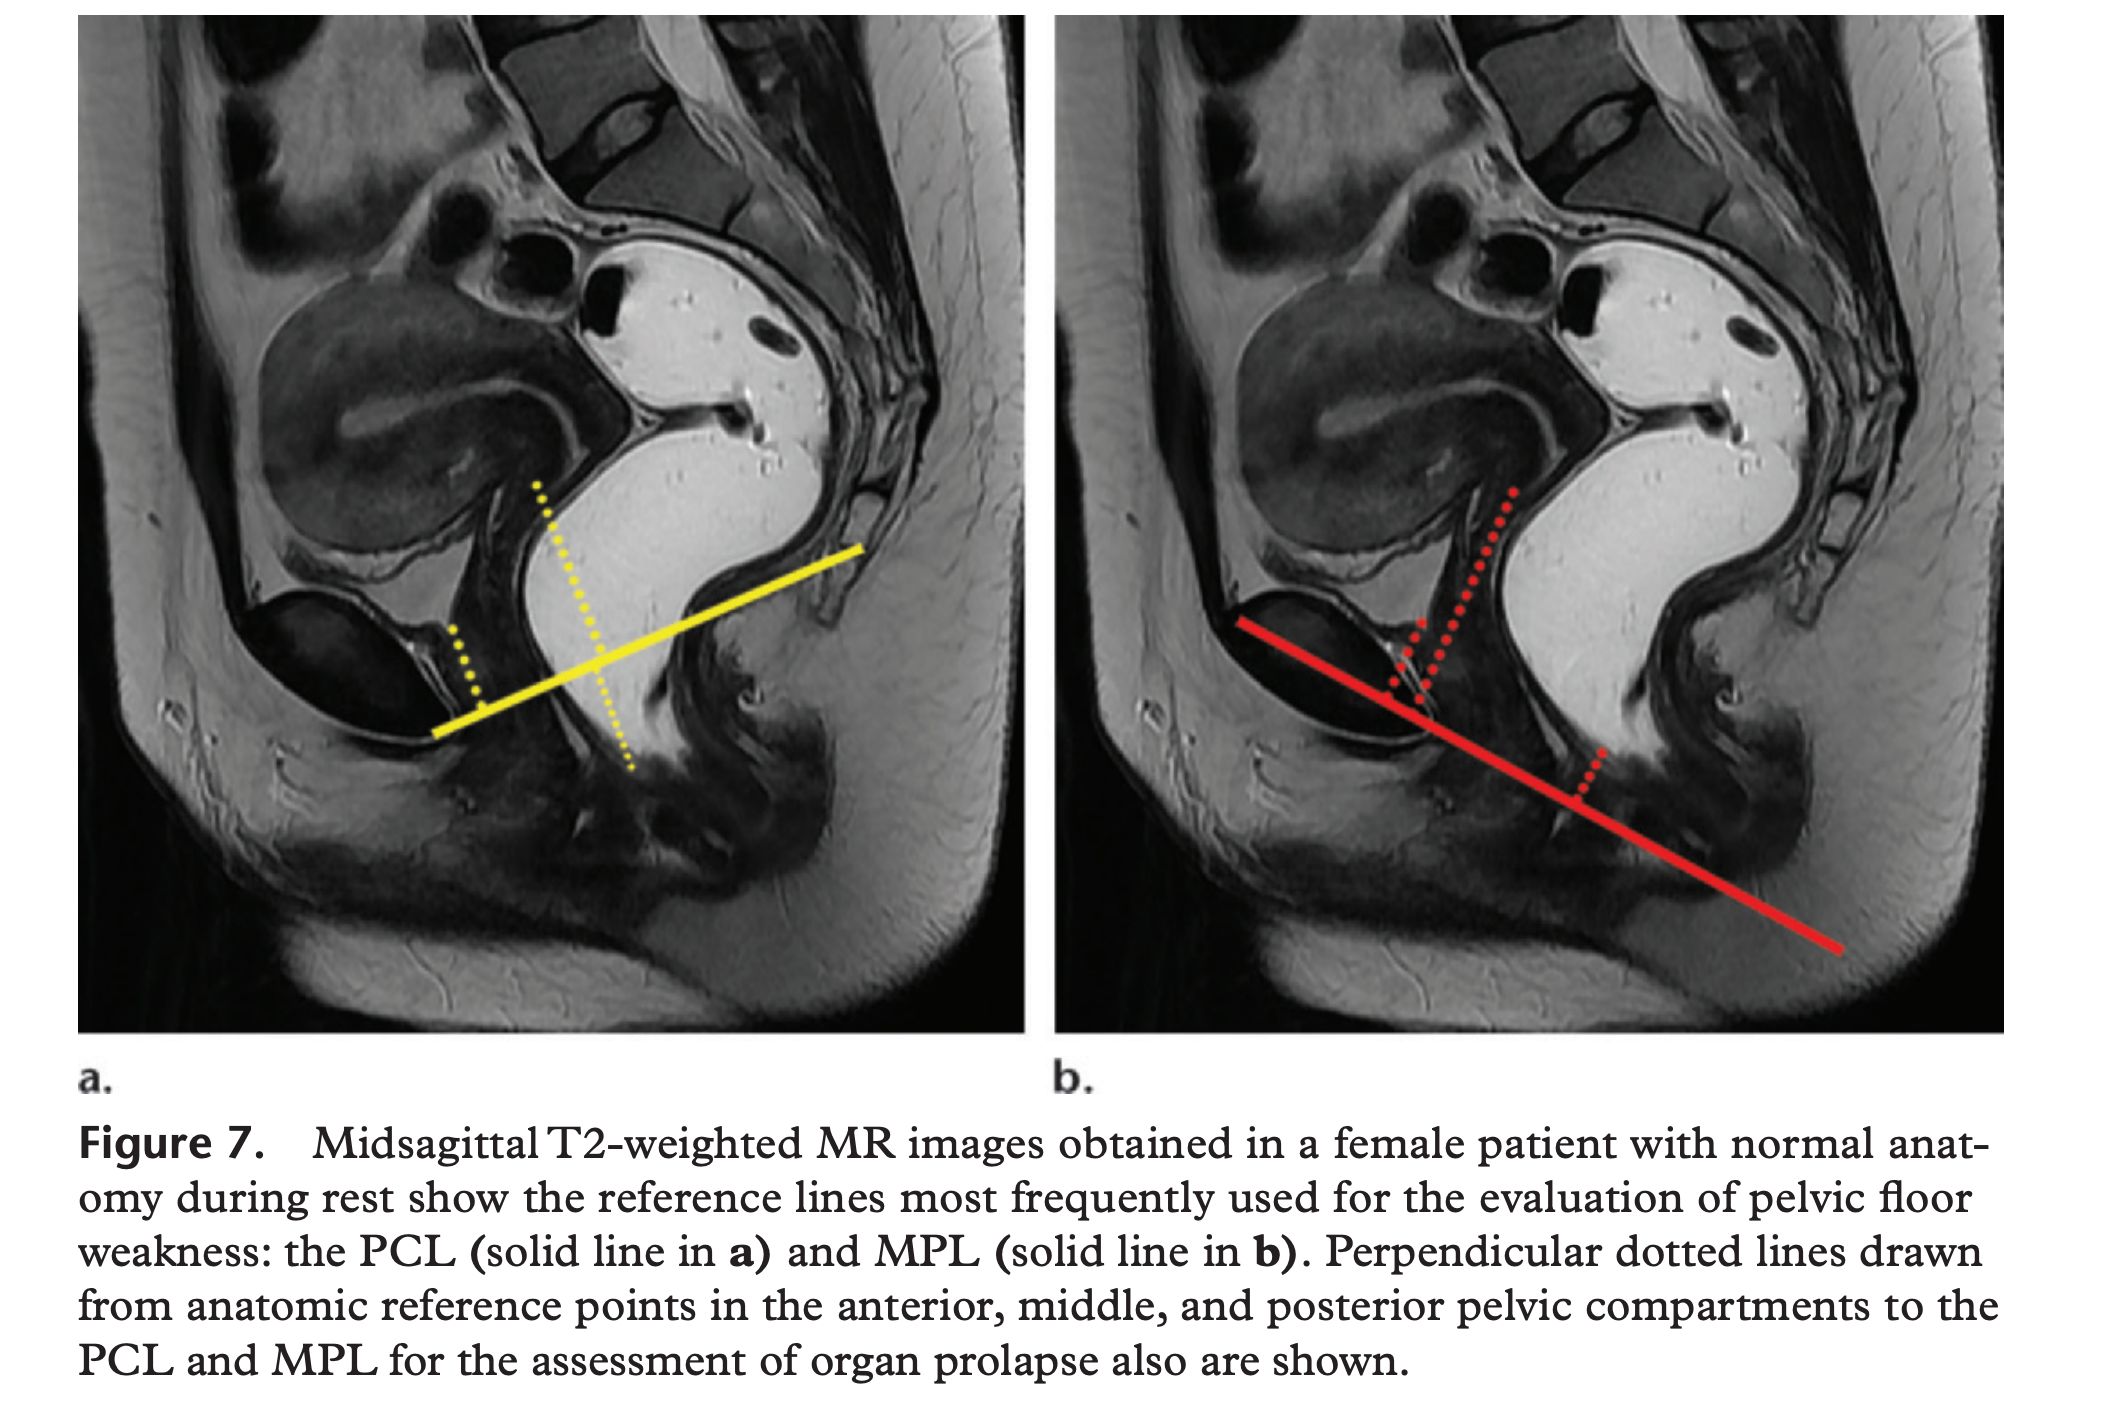 a.
b.
Figure 7. Midsagittal T2-weighted MR images obtained in a female patient with normal anat-
omy during rest show the reference lines most frequently used for the evaluation of pelvic floor
weakness: the PCL (solid line in a) and MPL (solid line in b). Perpendicular dotted lines drawn
from anatomic reference points in the anterior, middle, and posterior pelvic compartments to the
PCL and MPL for the assessment of organ prolapse also are shown.